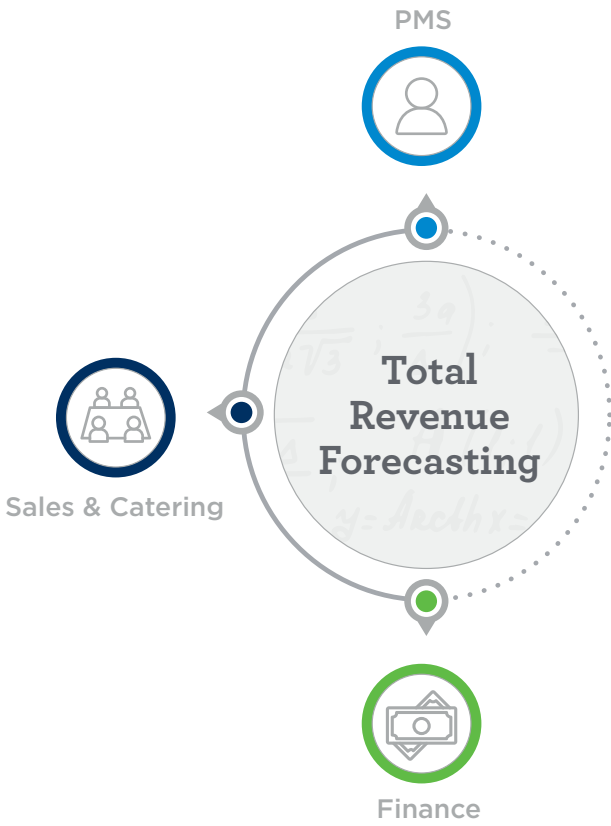 PMS
Total
Revenue
Forecasting
Sales & Catering
Finance